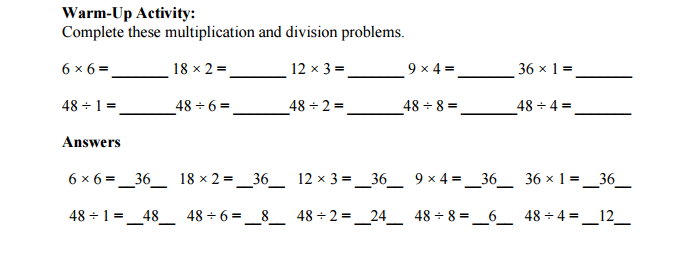 Warm-Up Activity:
Complete these multiplication and division problems.
6 × 6 = _______ 18 × 2 = _______ 12 × 3 = _______ 9 × 4 = _______ 36 × 1 = _______
48 ÷ 1 = _______ 48 ÷ 6 = _______ 48 ÷ 2 = _______ 48 ÷ 8 = _______ 48 ÷ 4 = _______
Answers
6 × 6 = __36__ 18 × 2 = __36__ 12 × 3 = __36__ 9 × 4 = __36__ 36 × 1 = __36__
48 ÷ 1 = __48__ 48 ÷ 6 = __8__ 48 ÷ 2 = __24__ 48 ÷ 8 = __6__ 48 ÷ 4 = __12__